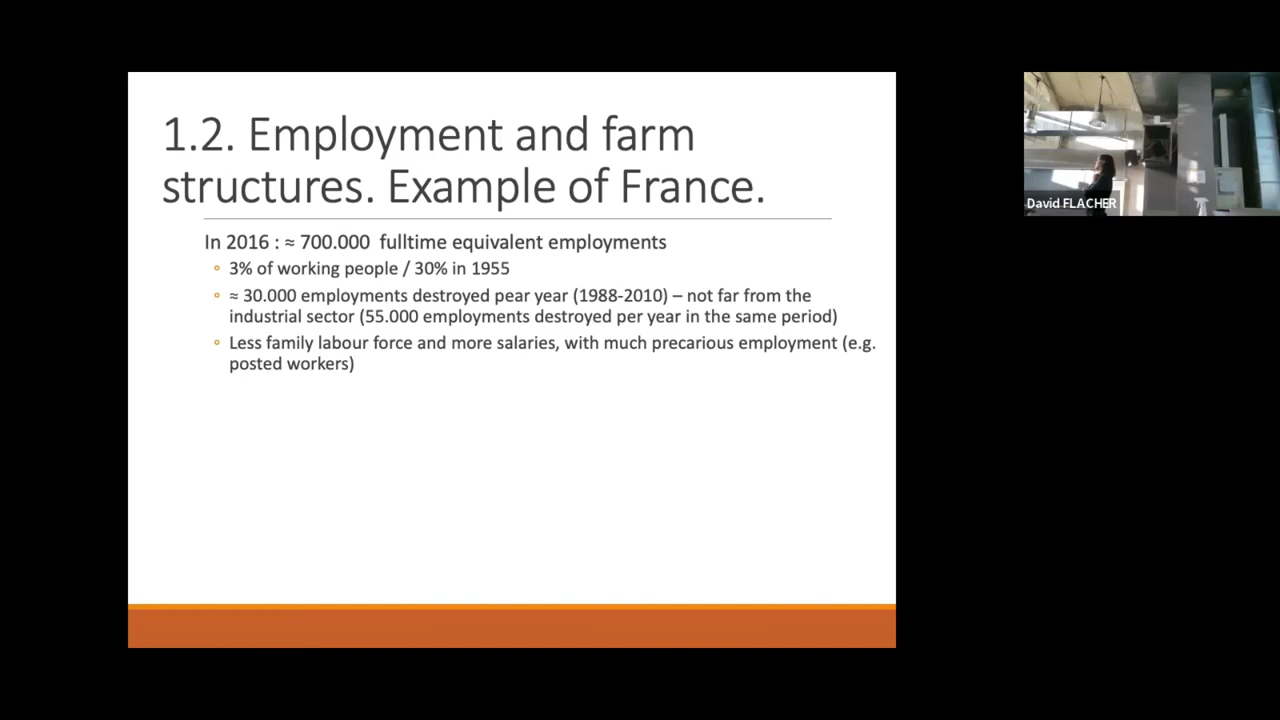 1.2. Employment and farm
structures. Example of France.
In 2016 : ≈ 700.000 fulltime equivalent employments
◦ 3% of working people / 30% in 1955
◦ ≈ 30.000 employments destroyed pear year (1988-2010) – not far from the
industrial sector (55.000 employments destroyed per year in the same period)
◦ Less family labour force and more salaries, with much precarious employment (e.g.
posted workers)
David FLACHER